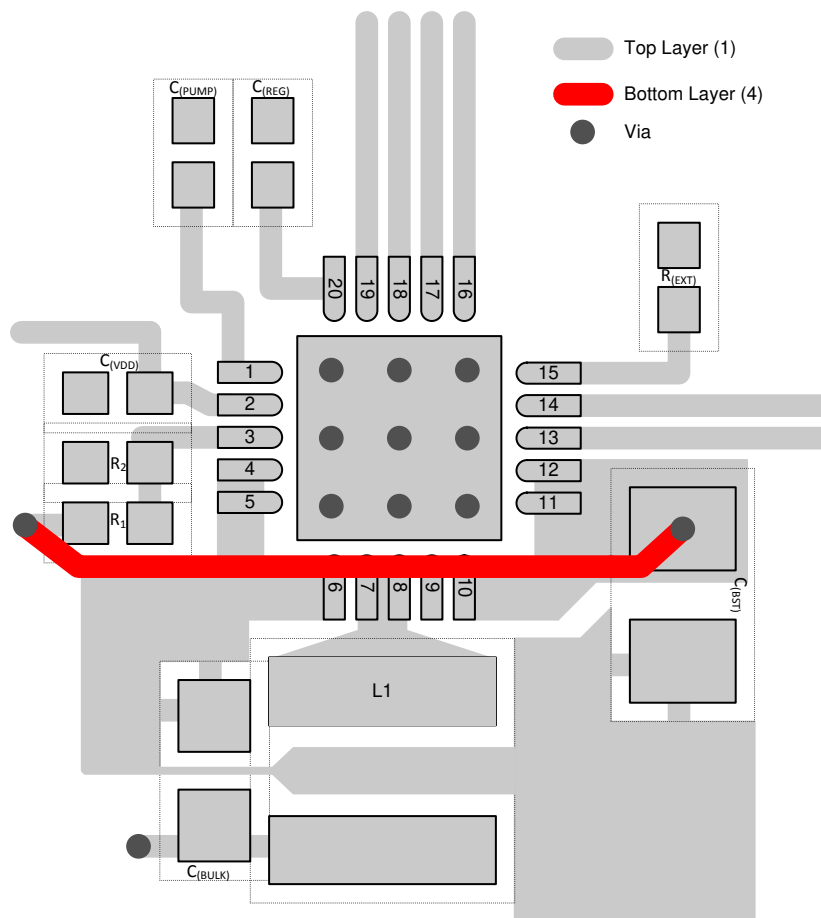 Top Layer (1)
Bottom Layer (4)
Via
C(PUMP)
C(REG)
R(EXT)
20
19
18
17
16
C(VDD)
1
2
3
4
5
15
14
13
12
11
R2
R1
6
7
8
9
10
C(BST)
L1
C(BULK)